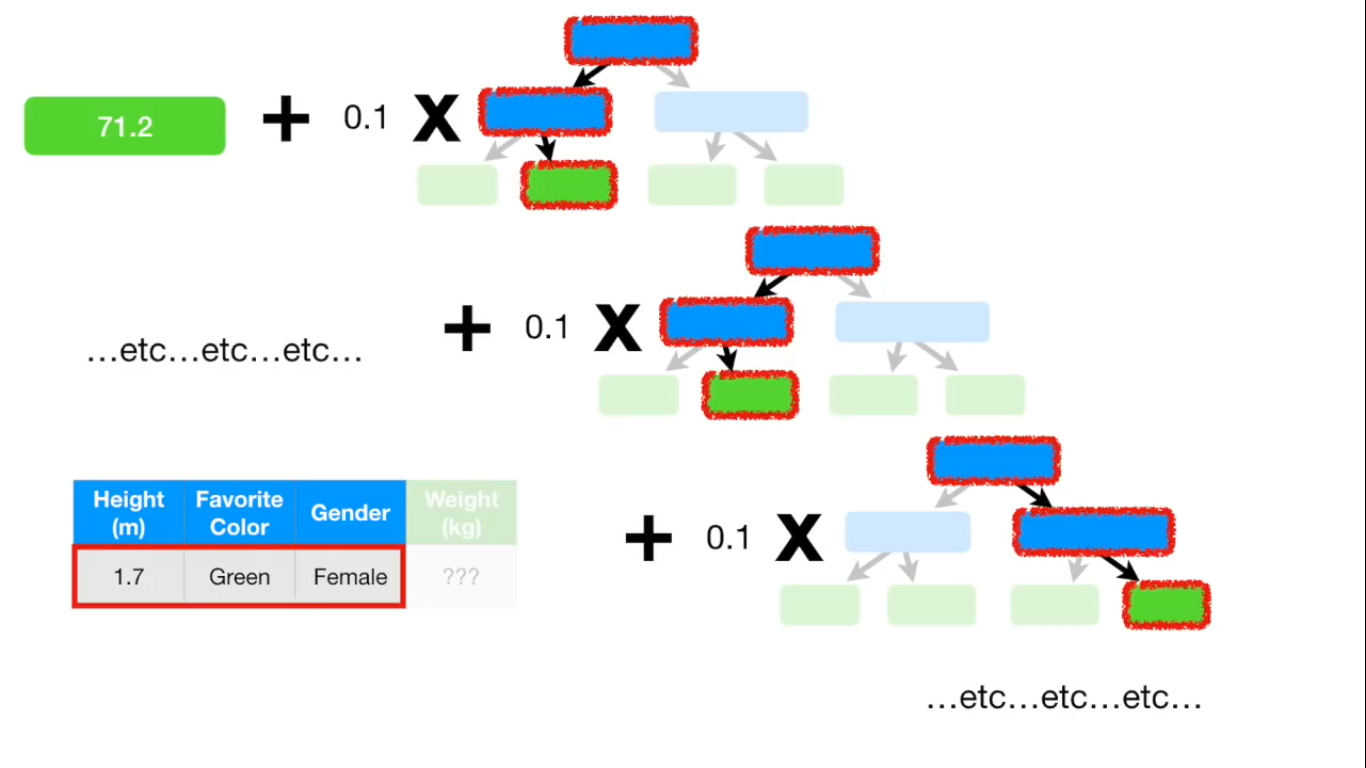 71.2 + 0.1 X
…etc…etc…etc… + 0.1 X
Height (m) Favorite Color Gender Weight (kg)
1.7 Green Female ???
+ 0.1 X
…etc…etc…etc…